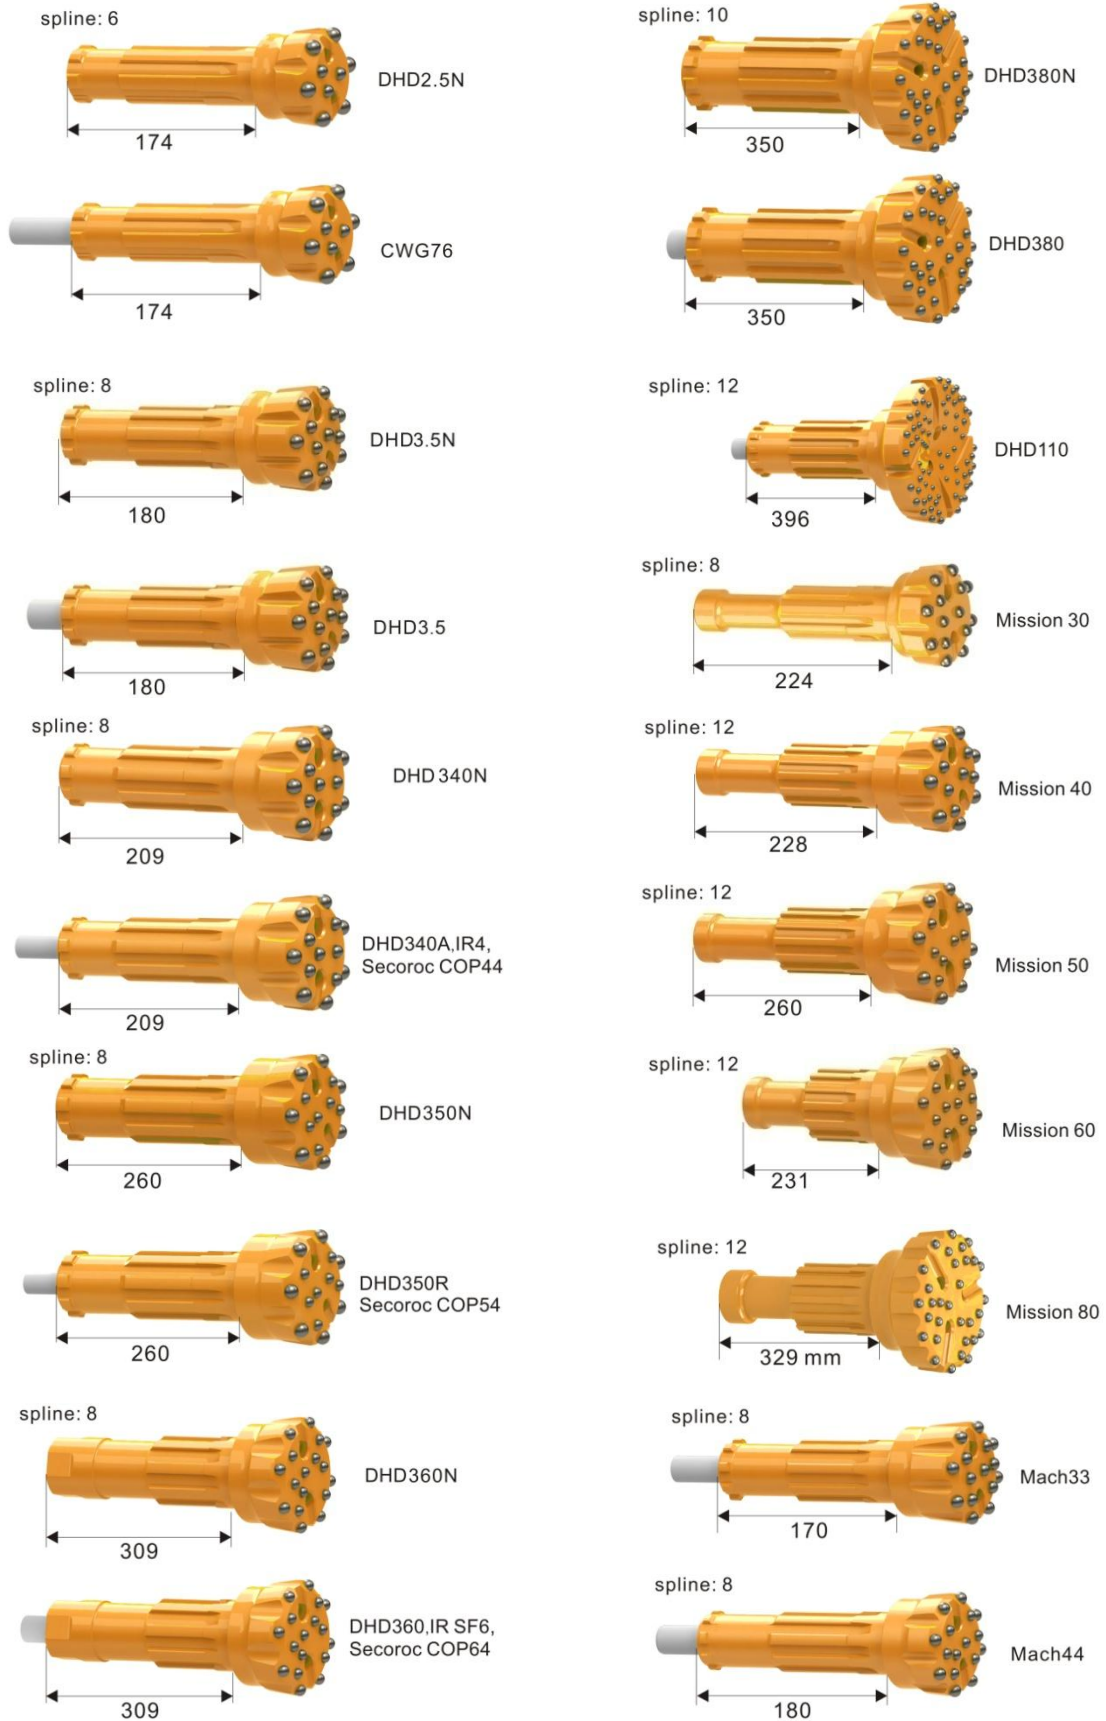 spline: 6
DHD2.5N
174
CWG76
174
spline: 8
DHD3.5N
180
DHD3.5
180
spline: 8
DHD 340N
209
DHD340A,IR4,
Secoroc COP44
209
spline: 8
DHD350N
260
DHD350R
Secoroc COP54
260
spline: 8
DHD360N
309
DHD360,IR SF6,
Secoroc COP64
309
spline: 10
DHD380N
350
DHD380
350
spline: 12
DHD110
396
spline: 8
Mission 30
224
spline: 12
Mission 40
228
spline: 12
Mission 50
260
spline: 12
Mission 60
231
spline: 12
Mission 80
329 mm
spline: 8
Mach33
170
spline: 8
Mach44
180